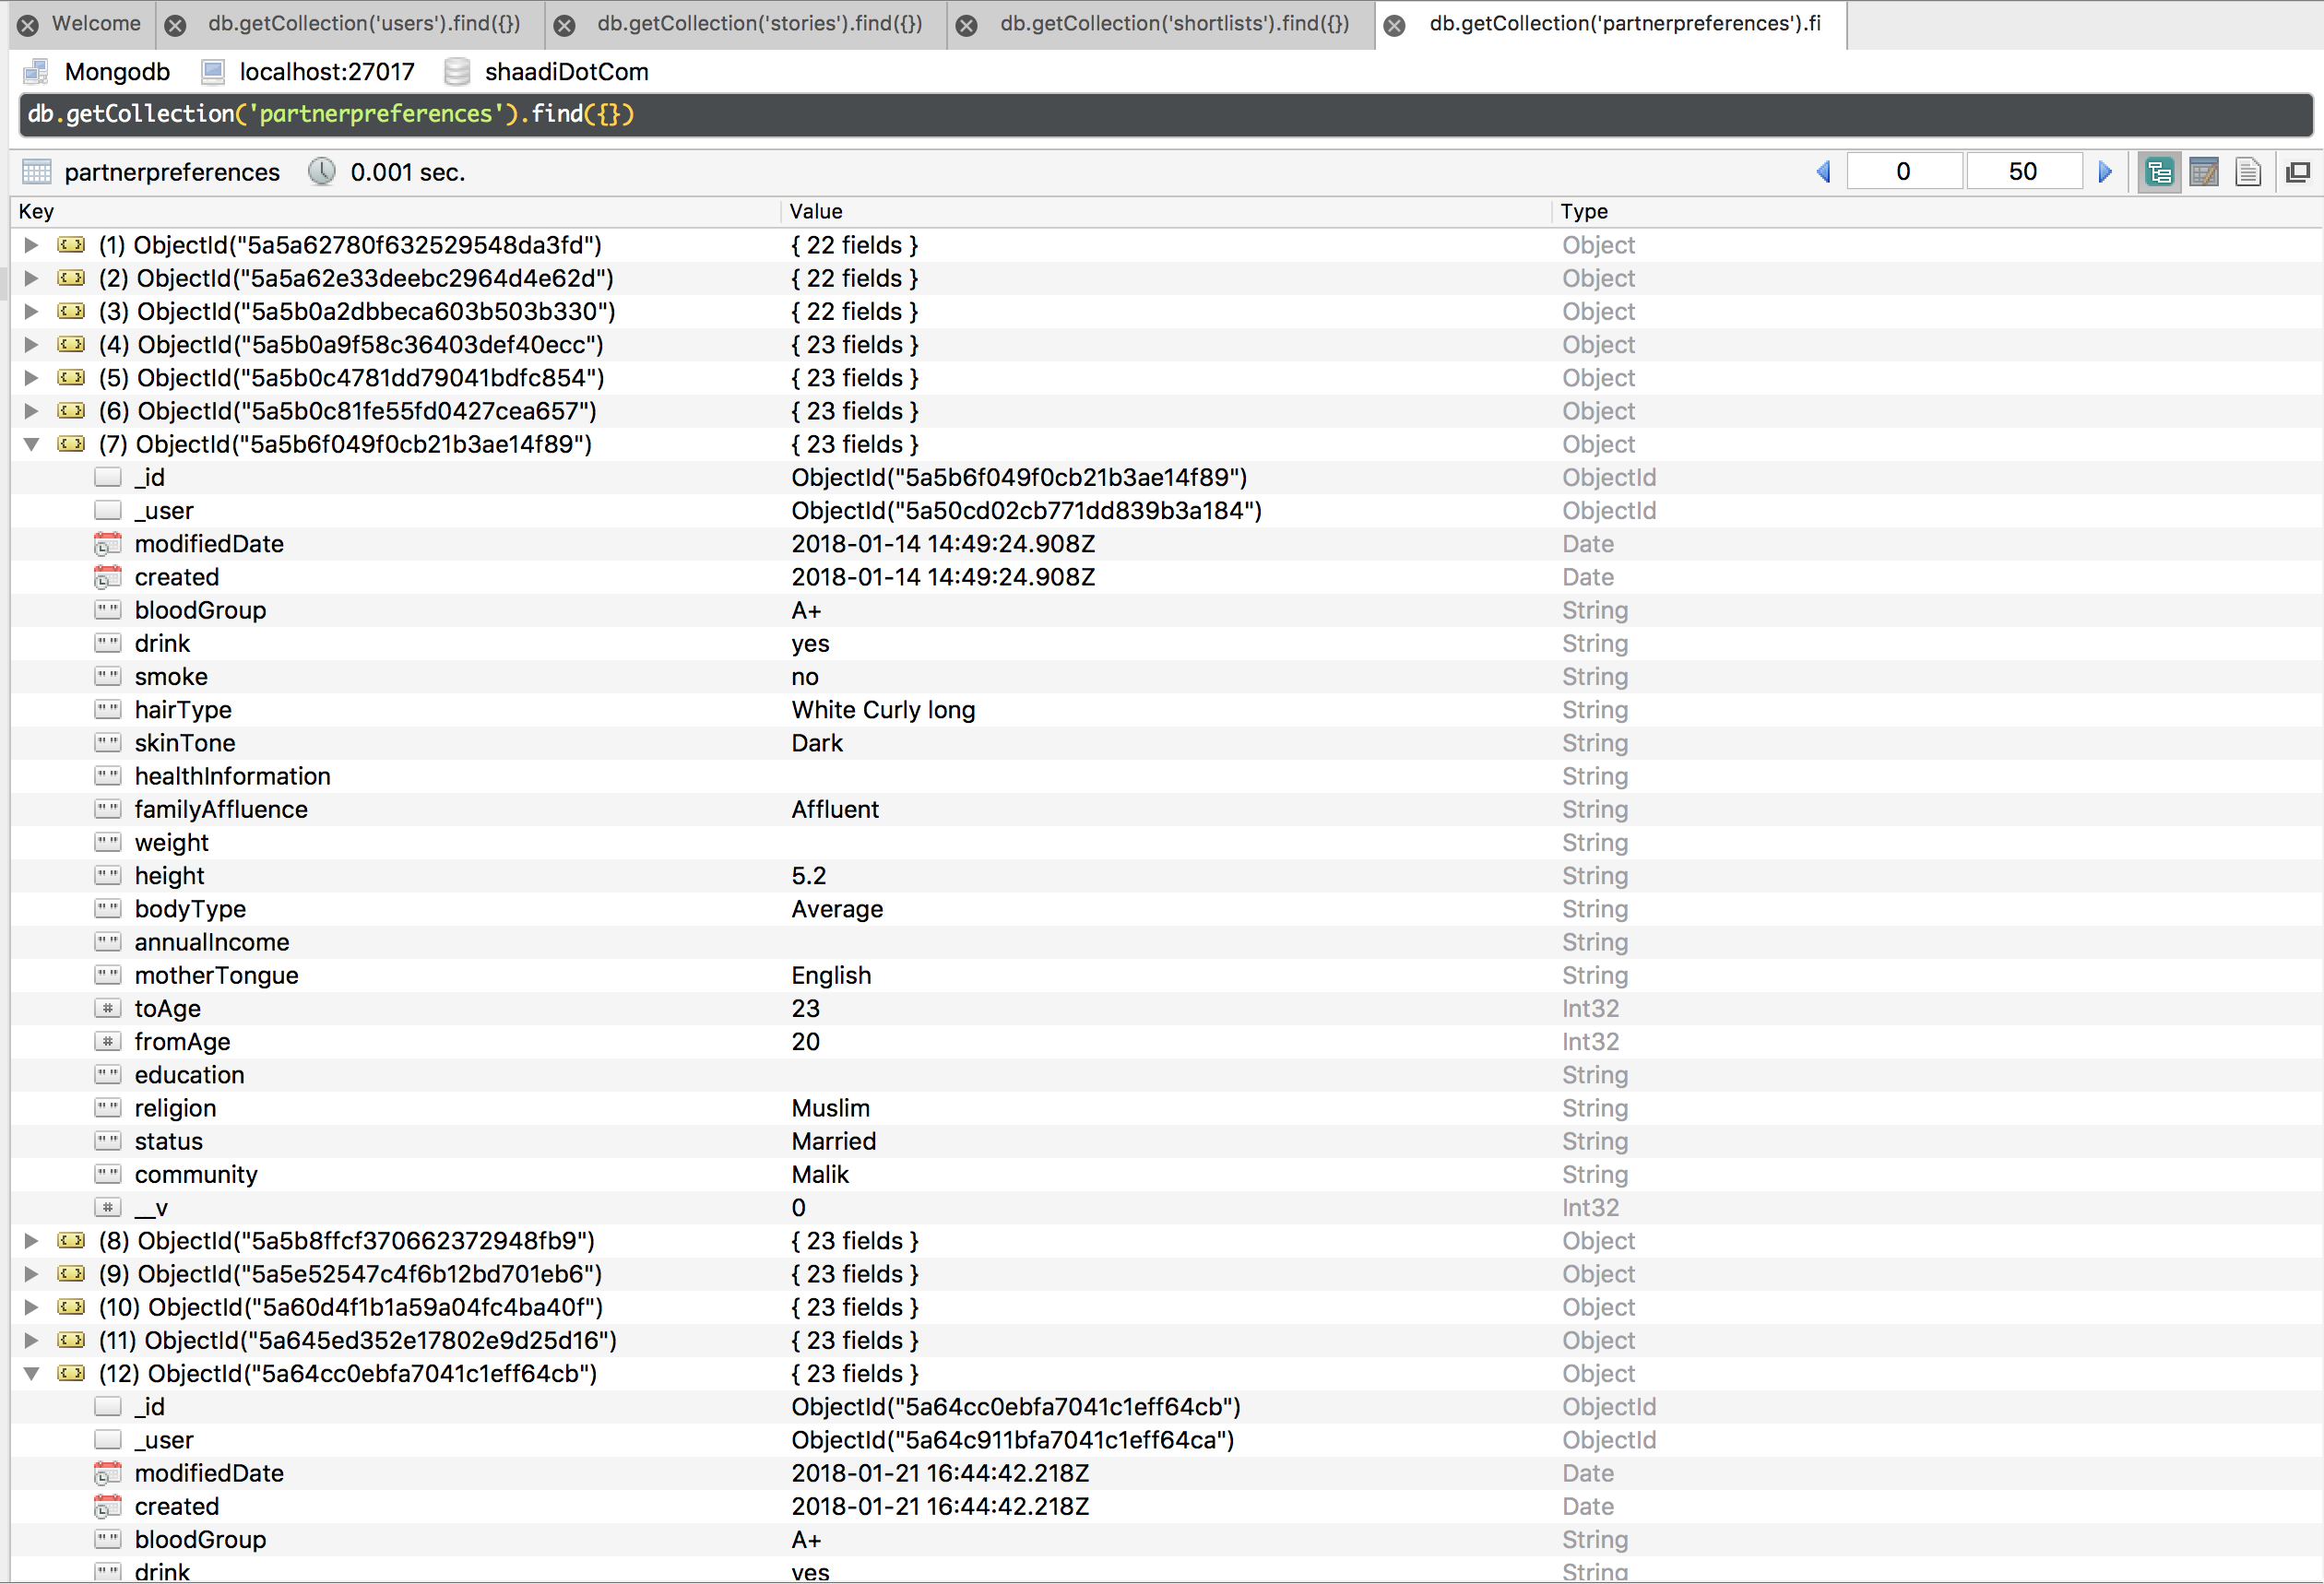 Welcome db.getCollection('users').find({}) db.getCollection('stories').find({}) db.getCollection('shortlists').find({}) db.getCollection('partnerpreferences').fi
Mongodb localhost:27017 shaadiDotCom
db.getCollection('partnerpreferences').find({})
partnerpreferences 0.001 sec. 0 50
Key Value Type
(1) ObjectId("5a5a62780f632529548da3fd") { 22 fields } Object
(2) ObjectId("5a5a62e33deebc2964d4e62d") { 22 fields } Object
(3) ObjectId("5a5b0a2dbbeca603b503b330") { 22 fields } Object
(4) ObjectId("5a5b0a9f58c36403def40ecc") { 23 fields } Object
(5) ObjectId("5a5b0c4781dd79041bdfc854") { 23 fields } Object
(6) ObjectId("5a5b0c81fe55fd0427cea657") { 23 fields } Object
(7) ObjectId("5a5b6f049f0cb21b3ae14f89") { 23 fields } Object
_id ObjectId("5a5b6f049f0cb21b3ae14f89") ObjectId
_user ObjectId("5a50cd02cb771dd839b3a184") ObjectId
modifiedDate 2018-01-14 14:49:24.908Z Date
created 2018-01-14 14:49:24.908Z Date
bloodGroup A+ String
drink yes String
smoke no String
hairType White Curly long String
skinTone Dark String
healthInformation String
familyAffluence Affluent String
weight String
height 5.2 String
bodyType Average String
annualIncome String
motherTongue English String
toAge 23 Int32
fromAge 20 Int32
education String
religion Muslim String
status Married String
community Malik String
__v 0 Int32
(8) ObjectId("5a5b8ffcf370662372948fb9") { 23 fields } Object
(9) ObjectId("5a5e52547c4f6b12bd701eb6") { 23 fields } Object
(10) ObjectId("5a60d4f1b1a59a04fc4ba40f") { 23 fields } Object
(11) ObjectId("5a645ed352e17802e9d25d16") { 23 fields } Object
(12) ObjectId("5a64cc0ebfa7041c1eff64cb") { 23 fields } Object
_id ObjectId("5a64cc0ebfa7041c1eff64cb") ObjectId
_user ObjectId("5a64c911bfa7041c1eff64ca") ObjectId
modifiedDate 2018-01-21 16:44:42.218Z Date
created 2018-01-21 16:44:42.218Z Date
bloodGroup A+ String
drink yes String